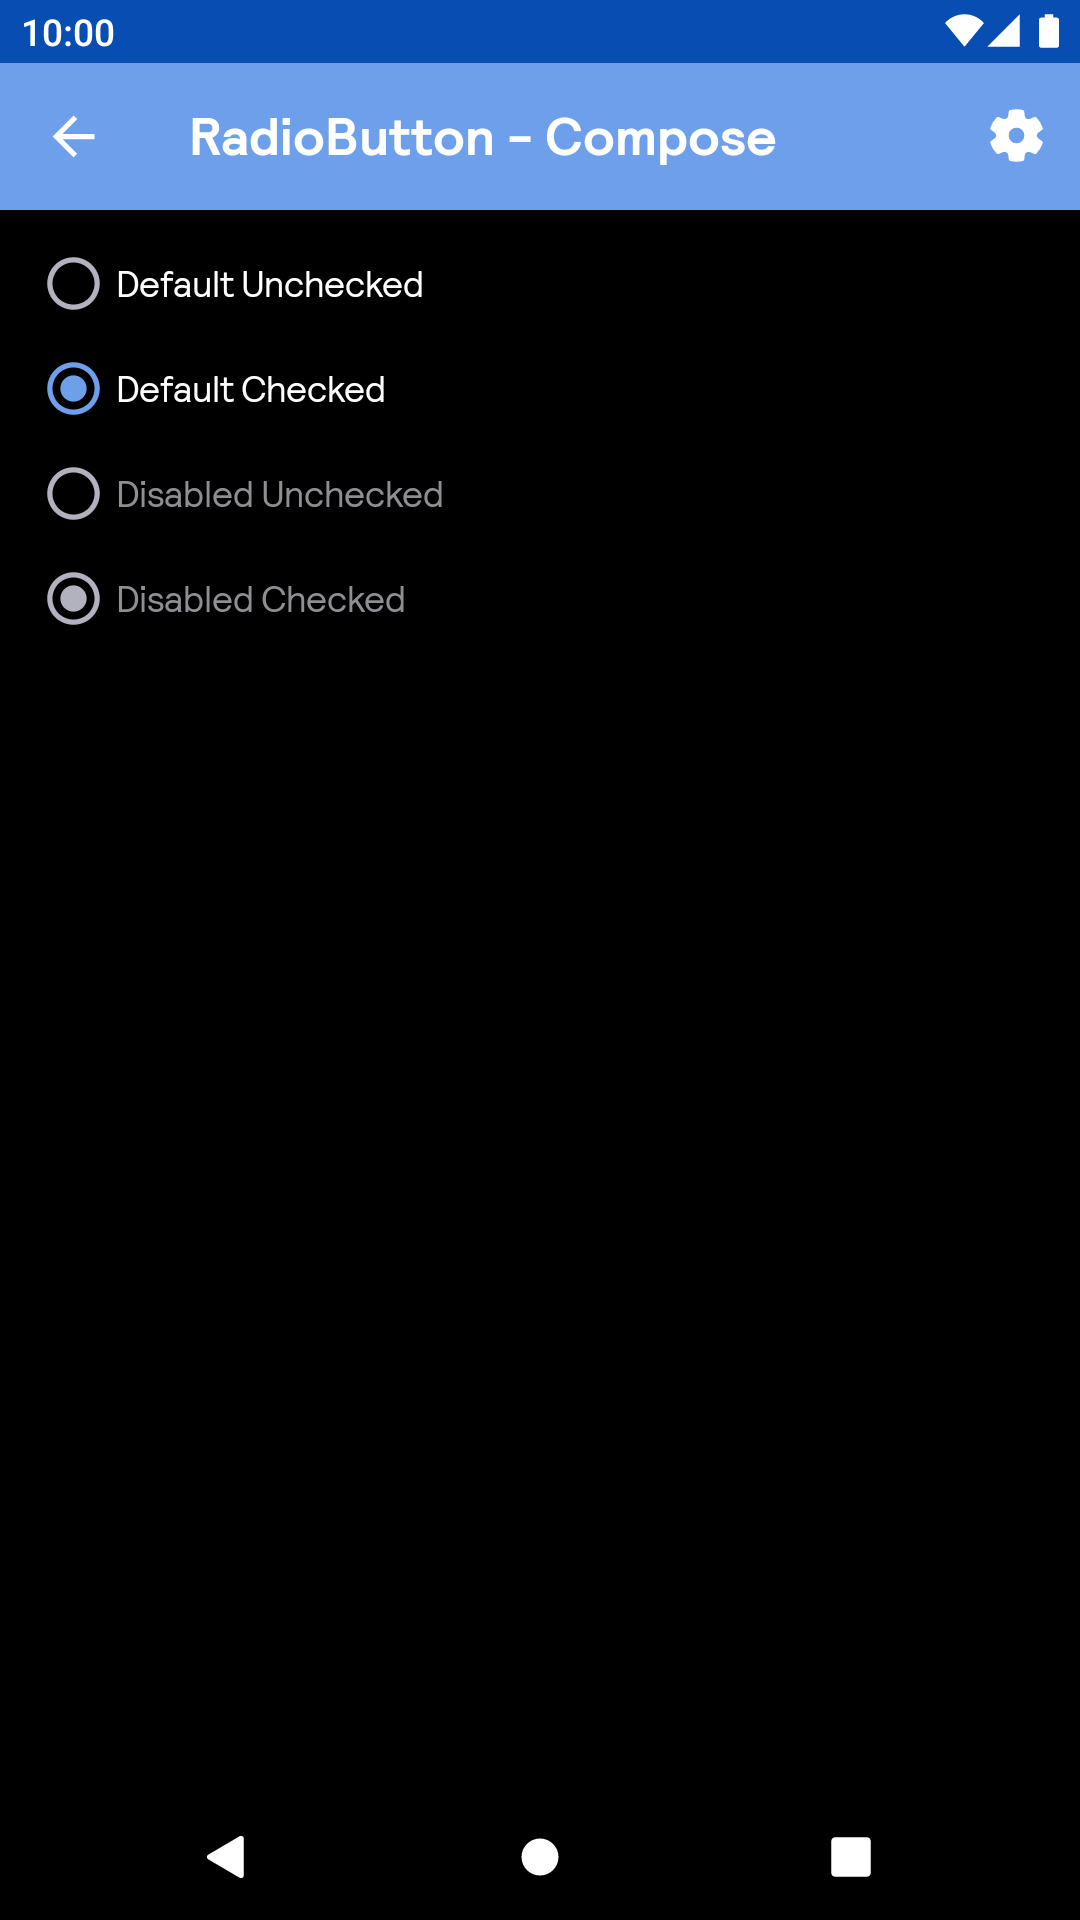 10:00
RadioButton - Compose
Default Unchecked
Default Checked
Disabled Unchecked
Disabled Checked